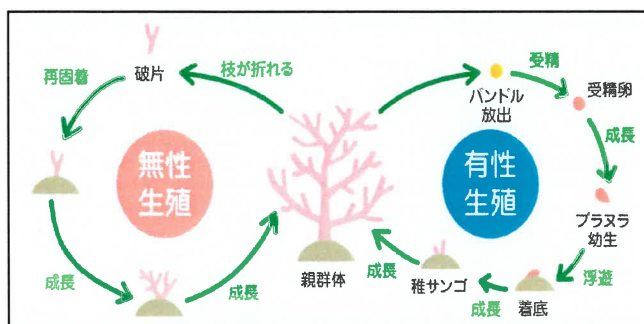 破片
枝が折れる
再固着
無性
生殖
成長
成長
親群体
バンドル
放出
受精
受精卵
成長
有性
生殖
プラヌラ
幼生
浮遊
着底
成長
稚サンゴ
成長